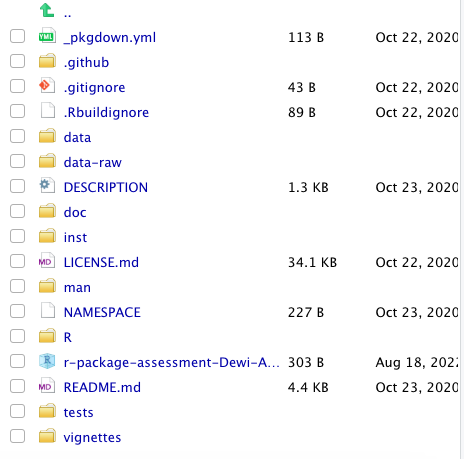 ..
YML _pkgdown.yml 113 B Oct 22, 2020
.github
.gitignore 43 B Oct 22, 2020
.Rbuildignore 89 B Oct 22, 2020
data
data-raw
DESCRIPTION 1.3 KB Oct 23, 2020
doc
inst
MD LICENSE.md 34.1 KB Oct 22, 2020
man
NAMESPACE 227 B Oct 23, 2020
R
R r-package-assessment-Dewi-A... 303 B Aug 18, 2022
MD README.md 4.4 KB Oct 23, 2020
tests
vignettes